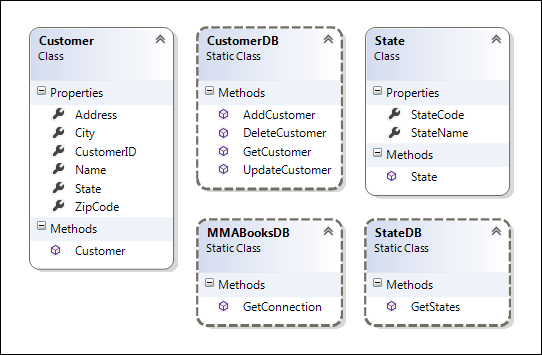 Customer
Class
Properties
Address
City
CustomerID
Name
State
ZipCode
Methods
Customer
CustomerDB
Static Class
Methods
AddCustomer
DeleteCustomer
GetCustomer
UpdateCustomer
State
Class
Properties
StateCode
StateName
Methods
State
MMABooksDB
Static Class
Methods
GetConnection
StateDB
Static Class
Methods
GetStates